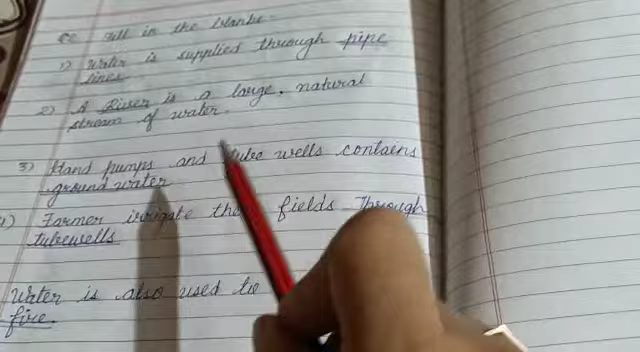 fill in the blanks.
1) Water is supplied through pipe
lines.
2) A River is a large, natural
stream of water.
3) Hand pumps and tube wells contains
ground water
Farmer irrigate the fields Through
tubewells
Water is also used to
fire.